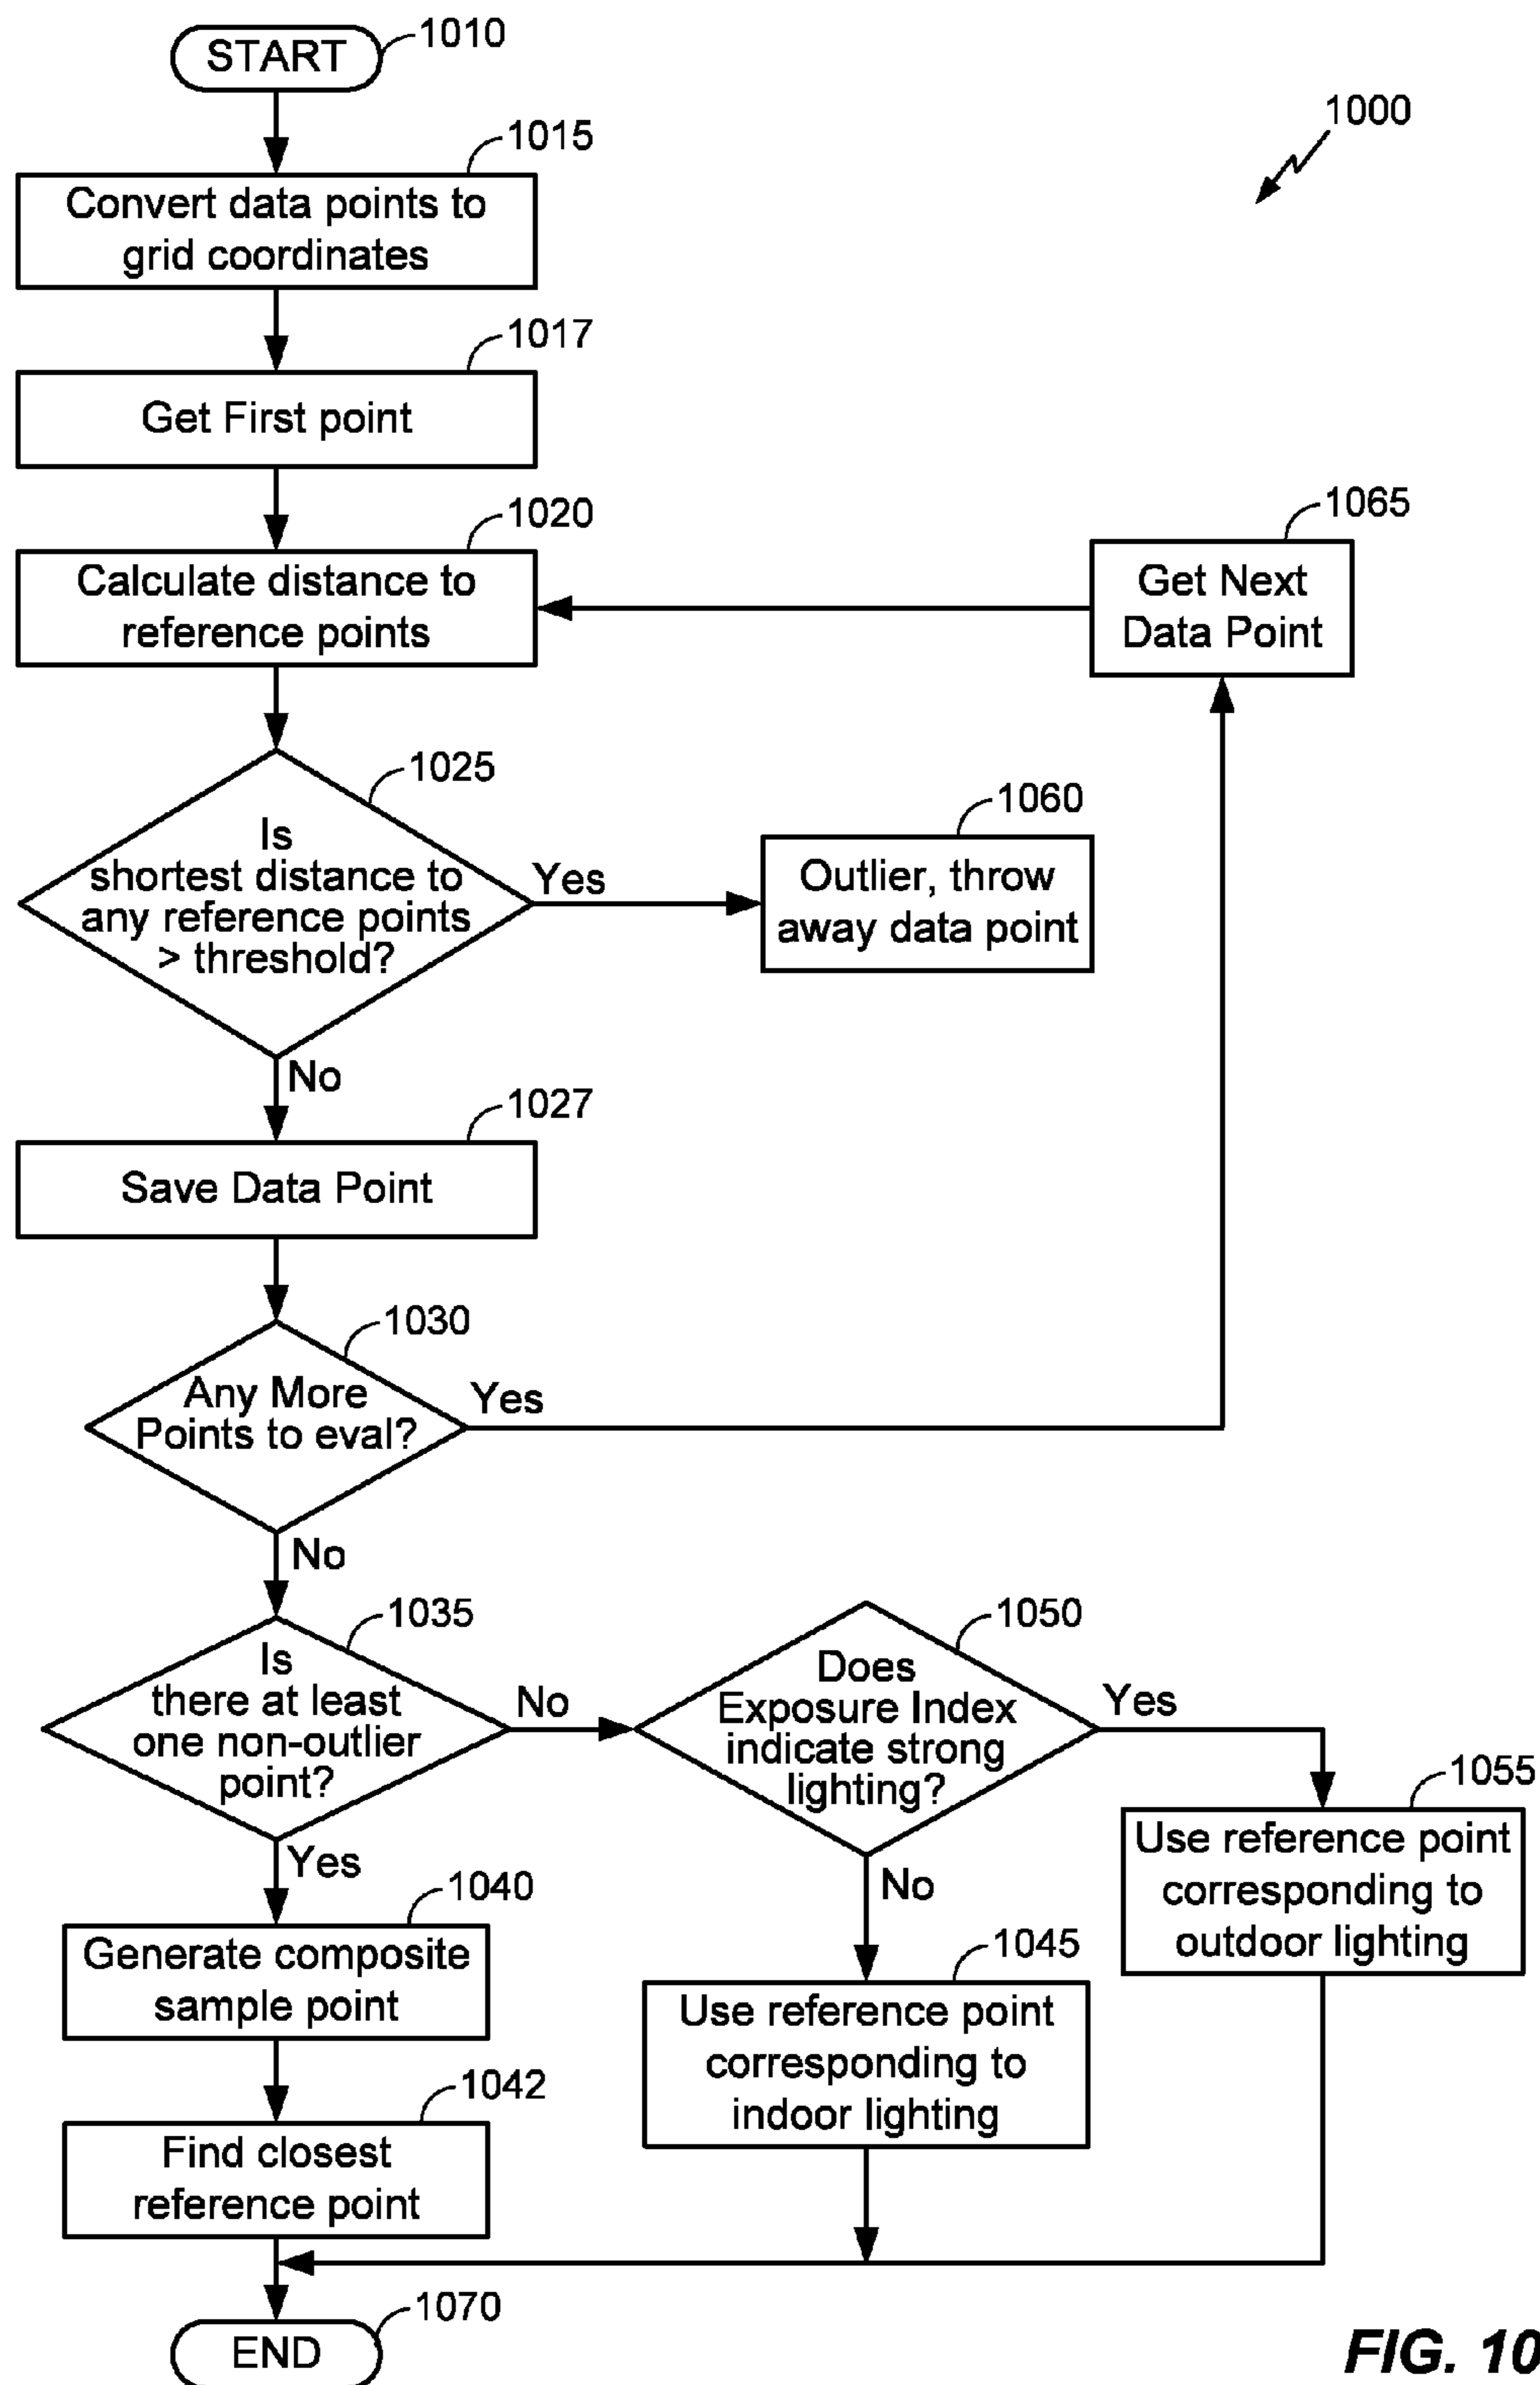 START
1010
1000
1015
Convert data points to
grid coordinates
1017
Get First point
1020
Calculate distance to
reference points
1065
Get Next
Data Point
1025
Is
shortest distance to
any reference points
> threshold?
Yes
1060
Outlier, throw
away data point
No
1027
Save Data Point
1030
Any More
Points to eval?
Yes
No
1035
Is
there at least
one non-outlier
point?
No
1050
Does
Exposure Index
indicate strong
lighting?
Yes
1055
Use reference point
corresponding to
outdoor lighting
Yes
1040
Generate composite
sample point
No
1045
Use reference point
corresponding to
indoor lighting
1042
Find closest
reference point
1070
END
FIG. 10